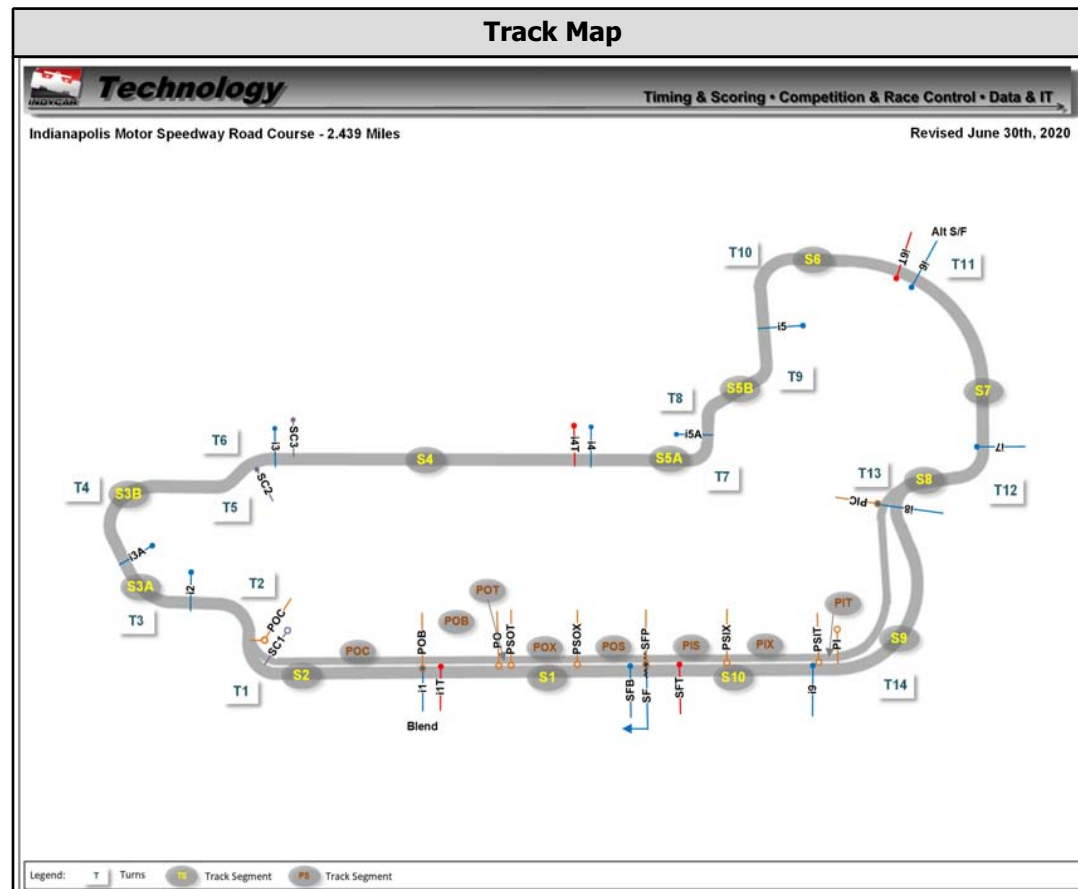 Track Map
INDYCAR Technology
Timing & Scoring • Competition & Race Control • Data & IT
Indianapolis Motor Speedway Road Course - 2.439 Miles
Revised June 30th, 2020
Alt S/F
i6T
i6
T10
S6
T11
i5
S7
T9
S5B
T8
i5A
T6
i3
SC3
S4
i4T
i4
S5A
T7
i7
T12
T4
S3B
SC2
T5
T13
S8
PIC
i8
i3A
S3A
i2
T2
T3
POC
SC1
POT
POB
POB
PO
PSOT
PSOX
SFP
PSIX
PSIT
PIT
PI
POC
POX
POS
PIS
PIX
S9
T1
S2
i1
i1T
S1
SFB
SF
SFT
S10
i9
T14
Blend
Legend:
T
Turns
TS
Track Segment
PS
Track Segment